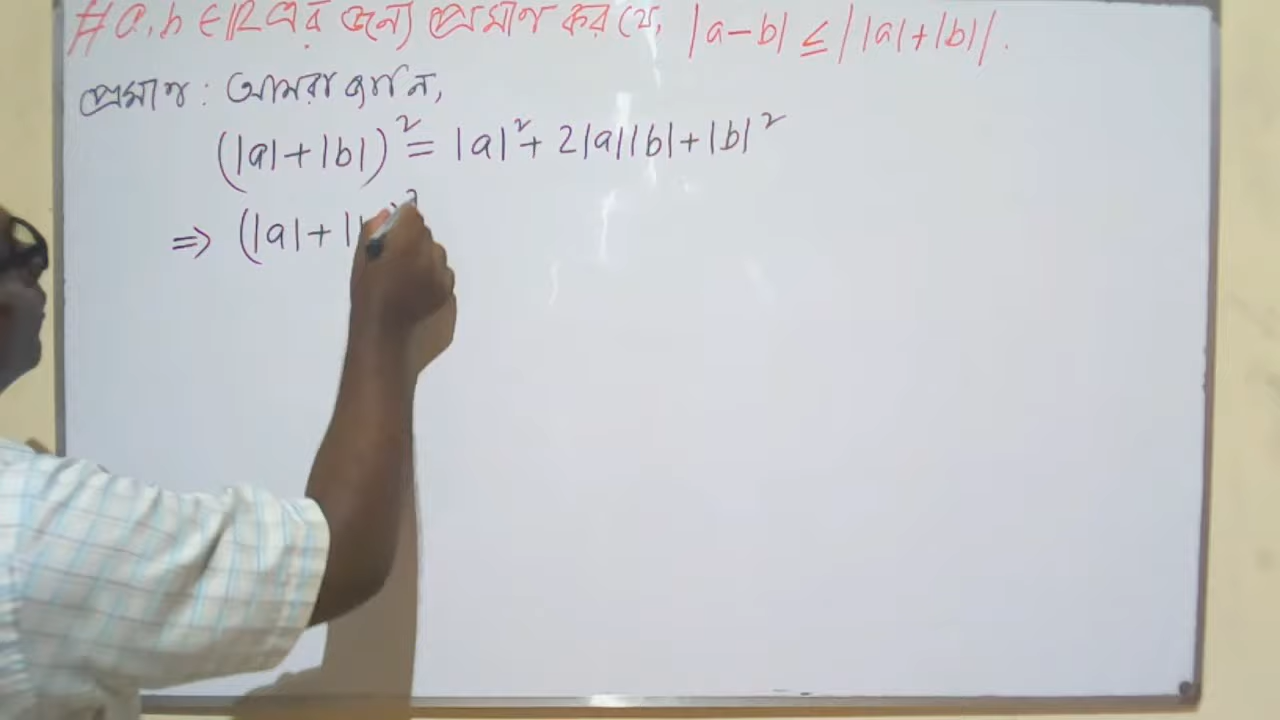 # a, b ∈ ℝ এর জন্য প্রমাণ কর যে, |a-b| ≤ ||a|+|b||.
প্রমাণ : আমরা জানি,
(|a|+|b|)² = |a|²+ 2|a||b|+|b|²
⇒ (|a|+|